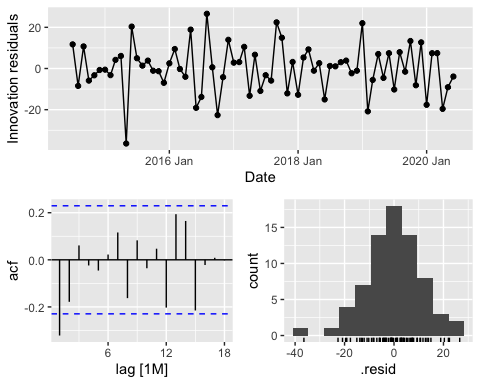 Innovation residuals
20
0
-20
2016 Jan
2018 Jan
2020 Jan
Date
acf
0.2
0.0
-0.2
6
12
18
lag [1M]
count
15
10
5
0
-40
-20
0
20
.resid